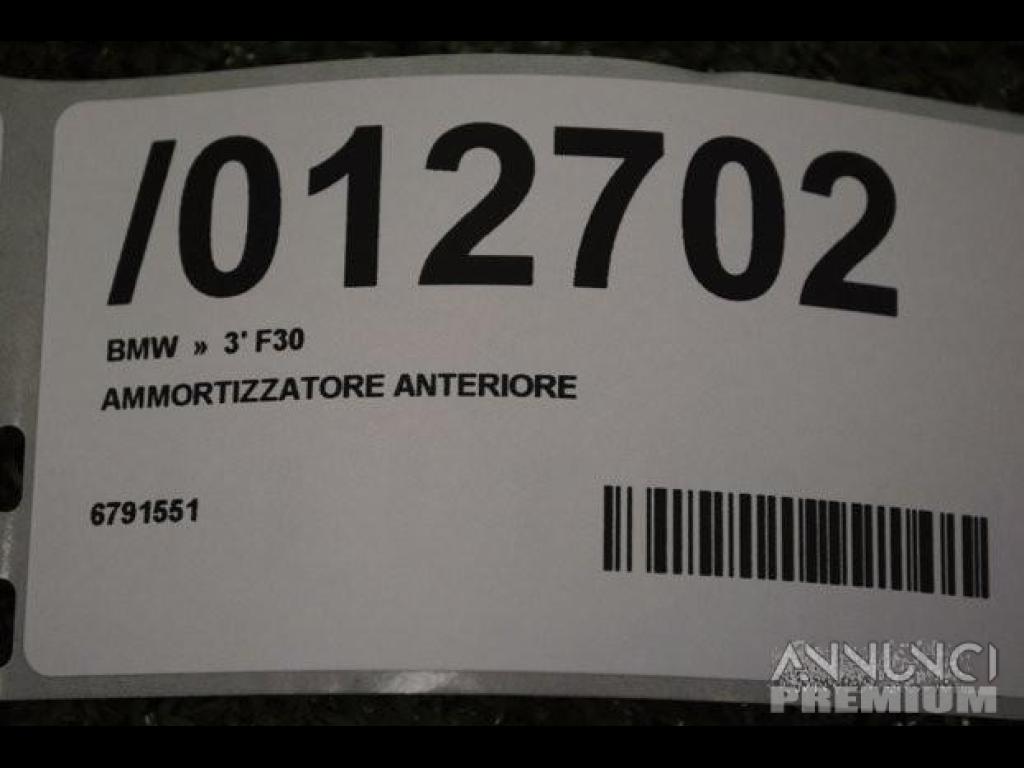 /012702
BMW » 3' F30
AMMORTIZZATORE ANTERIORE
6791551
ANNUNCI
PREMIUM